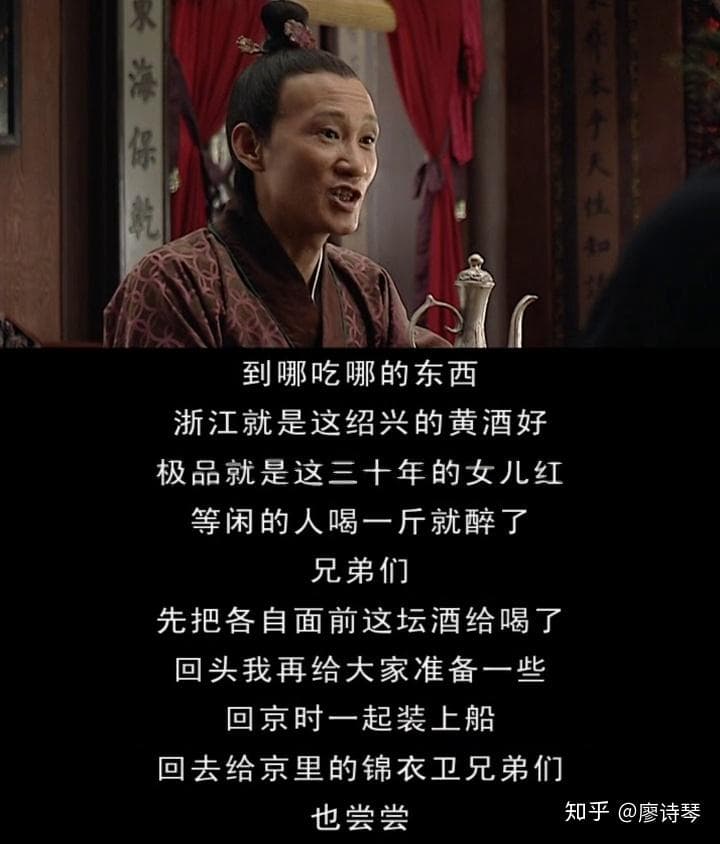 東海保乾
到哪吃哪的东西
浙江就是这绍兴的黄酒好
极品就是这三十年的女儿红
等闲的人喝一斤就醉了
兄弟们
先把各自面前这坛酒给喝了
回头我再给大家准备一些
回京时一起装上船
回去给京里的锦衣卫兄弟们
也尝尝
知乎 @廖诗琴